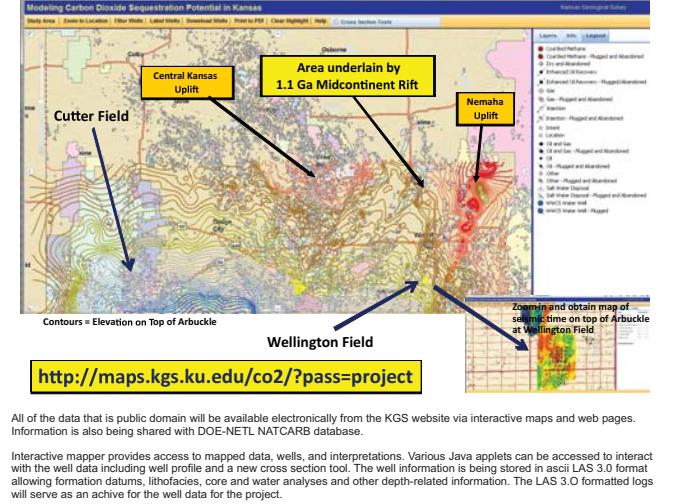 Modeling Carbon Dioxide Sequestration Potential in Kansas
Kansas Geological Survey
Study Area | Zoom to Location | Filter Wells | Label Wells | Download Wells | Print to PDF | Clear Highlight | Help
Cross Section Tools
Layers Info Legend
Coal Bed Methane
Coal Bed Methane - Plugged and Abandoned
Dry and Abandoned
Enhanced Oil Recovery
Enhanced Oil Recovery - Plugged/Abandoned
Gas
Gas - Plugged and Abandoned
Injection
Injection - Plugged and Abandoned
Intent
Location
Oil and Gas
Oil and Gas - Plugged and Abandoned
Oil
Oil - Plugged and Abandoned
Other
Other - Plugged and Abandoned
Salt Water Disposal
Salt Water Disposal - Plugged and Abandoned
WWC5 Water Well
WWC5 Water Well - Plugged
Colby
Osborne
Central Kansas
Uplift
Area underlain by
1.1 Ga Midcontinent Rift
Nemaha
Uplift
Cutter Field
Dodge
City
Contours = Elevation on Top of Arbuckle
Wellington Field
Zoom-in and obtain map of
seismic time on top of Arbuckle
at Wellington Field
http://maps.kgs.ku.edu/co2/?pass=project
All of the data that is public domain will be available electronically from the KGS website via interactive maps and web pages.
Information is also being shared with DOE-NETL NATCARB database.
Interactive mapper provides access to mapped data, wells, and interpretations. Various Java applets can be accessed to interact
with the well data including well profile and a new cross section tool. The well information is being stored in ascii LAS 3.0 format
allowing formation datums, lithofacies, core and water analyses and other depth-related information. The LAS 3.O formatted logs
will serve as an achive for the well data for the project.